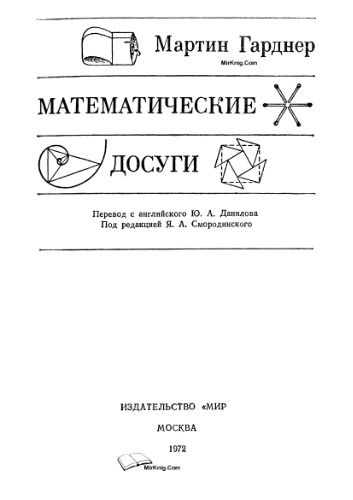 Мартин Гарднер
MirKnig.Com
МАТЕМАТИЧЕСКИЕ
ДОСУГИ
Перевод с английского Ю. А. Данилова
Под редакцией Я. А. Смородинского
ИЗДАТЕЛЬСТВО «МИР
МОСКВА
1972
MirKnig.Com